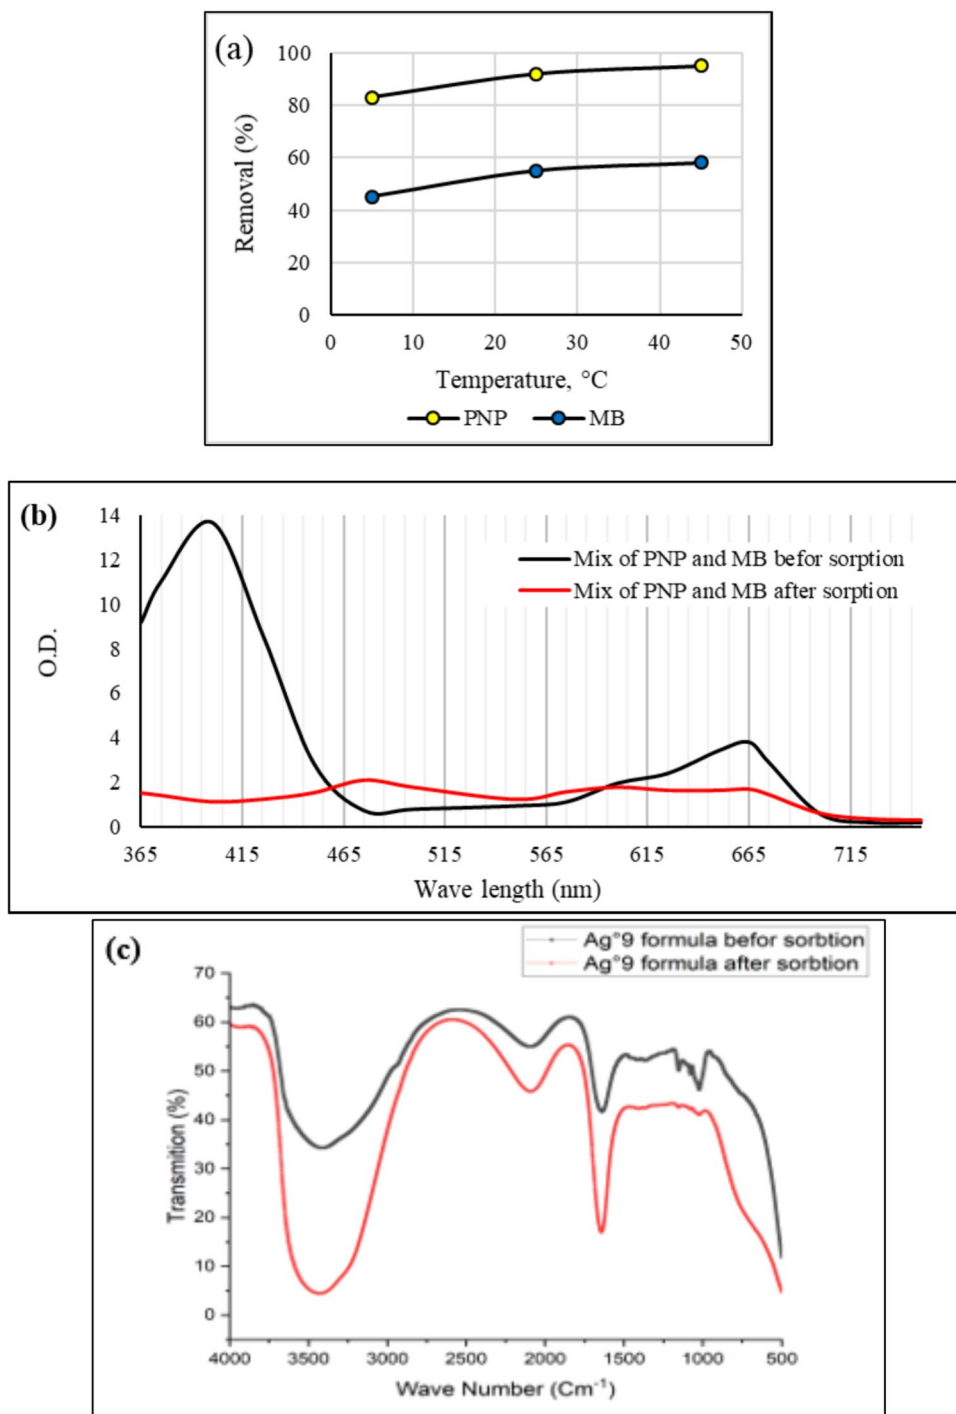 (a)
100
80
60
40
20
0
Removal (%)
0 10 20 30 40 50
Temperature, °C
PNP MB
(b)
14
12
10
8
6
4
2
0
O.D.
Mix of PNP and MB befor sorption
Mix of PNP and MB after sorption
365 415 465 515 565 615 665 715
Wave length (nm)
(c)
Ag°9 formula befor sorbtion
Ag°9 formula after sorbtion
70
60
50
40
30
20
10
0
Transmition (%)
4000 3500 3000 2500 2000 1500 1000 500
Wave Number (Cm⁻¹)